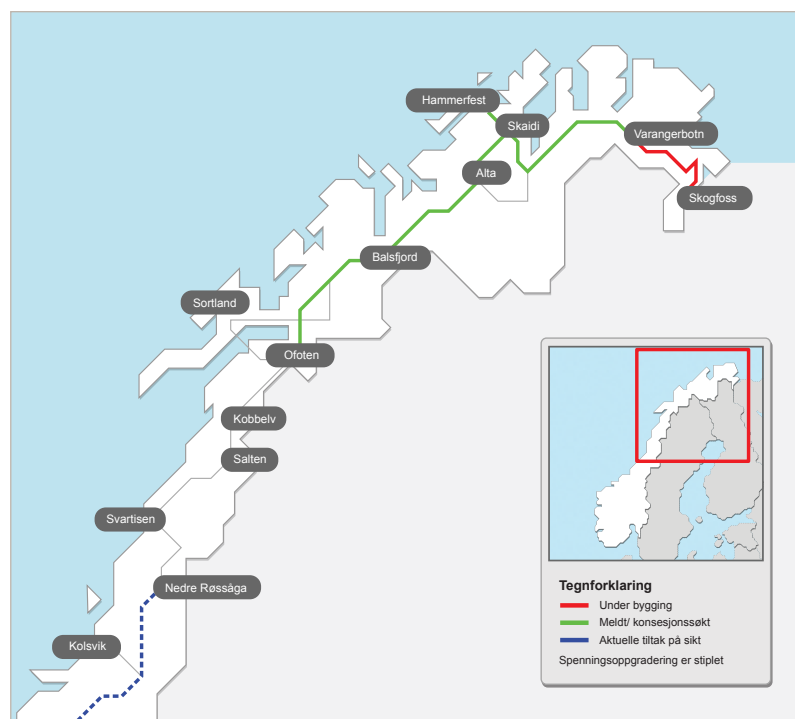 Hammerfest
Skaidi
Varangerbotn
Alta
Skogfoss
Balsfjord
Sortland
Ofoten
Kobbelv
Salten
Svartisen
Nedre Røssåga
Kolsvik
Tegnforklaring
Under bygging
Meldt/ konsesjonssøkt
Aktuelle tiltak på sikt
Spenningsoppgradering er stiplet